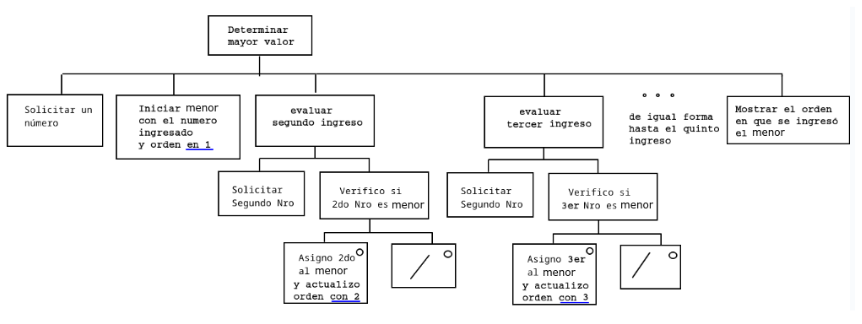 Determinar
mayor valor
Solicitar un
número
Iniciar menor
con el numero
ingresado
y orden en 1
evaluar
segundo ingreso
evaluar
tercer ingreso
de igual forma
hasta el quinto
ingreso
Mostrar el orden
en que se ingresó
el menor
Solicitar
Segundo Nro
Verifico si
2do Nro es menor
Solicitar
Segundo Nro
Verifico si
3er Nro es menor
Asigno 2do
al menor
y actualizo
orden con 2
Asigno 3er
al menor
y actualizo
orden con 3